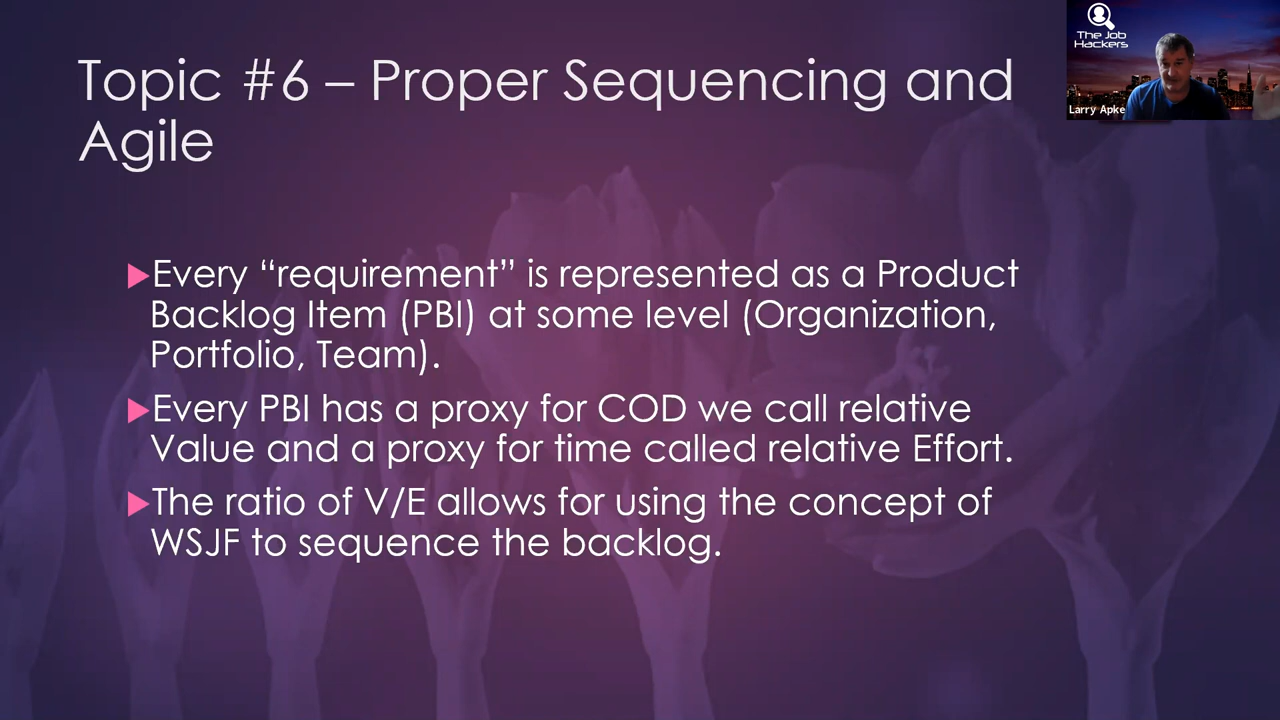 Topic #6 – Proper Sequencing and
Agile
The Job
Hackers
Larry Apke
Every “requirement” is represented as a Product
Backlog Item (PBI) at some level (Organization,
Portfolio, Team).
Every PBI has a proxy for COD we call relative
Value and a proxy for time called relative Effort.
The ratio of V/E allows for using the concept of
WSJF to sequence the backlog.